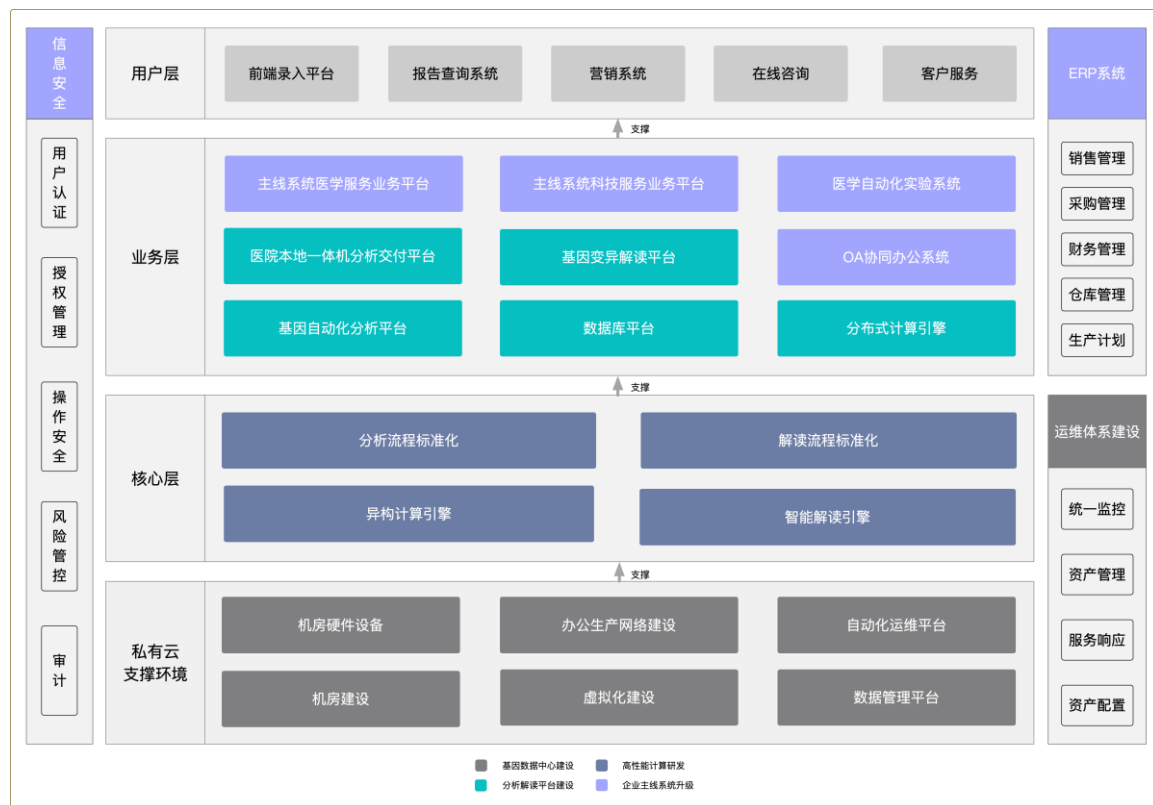 信息安全
用户认证
授权管理
操作安全
风险管控
审计
用户层
前端录入平台
报告查询系统
营销系统
在线咨询
客户服务
支撑
业务层
主线系统医学服务业务平台
主线系统科技服务业务平台
医学自动化实验系统
医院本地一体机分析交付平台
基因变异解读平台
OA协同办公系统
基因自动化分析平台
数据库平台
分布式计算引擎
支撑
核心层
分析流程标准化
解读流程标准化
异构计算引擎
智能解读引擎
支撑
私有云
支撑环境
机房硬件设备
办公生产网络建设
自动化运维平台
机房建设
虚拟化建设
数据管理平台
ERP系统
销售管理
采购管理
财务管理
仓库管理
生产计划
运维体系建设
统一监控
资产管理
服务响应
资产配置
基因数据中心建设
高性能计算研发
分析解读平台建设
企业主线系统升级